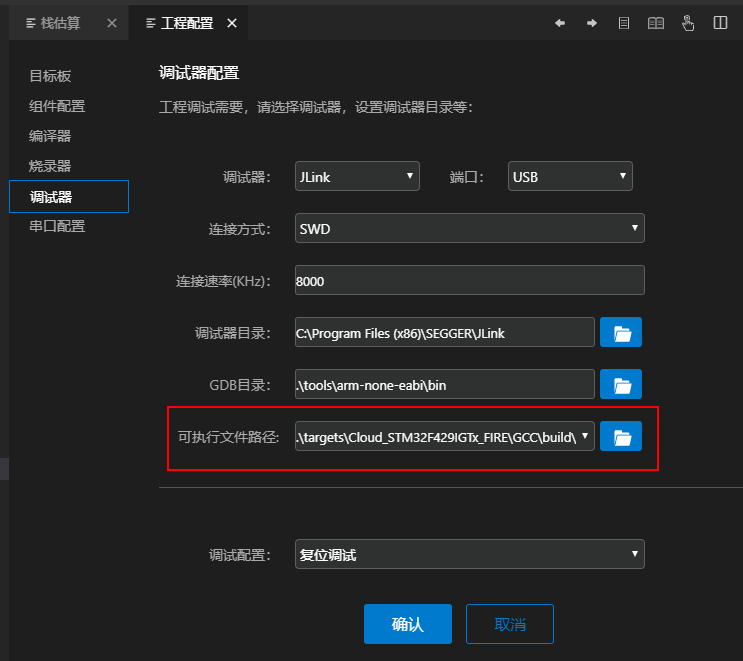 栈估算
工程配置
目标板
组件配置
编译器
烧录器
调试器
串口配置
调试器配置
工程调试需要，请选择调试器，设置调试器目录等：
调试器： JLink 端口： USB
连接方式： SWD
连接速率(KHz)： 8000
调试器目录： C:\Program Files (x86)\SEGGER\JLink
GDB目录： .\tools\arm-none-eabi\bin
可执行文件路径: .\targets\Cloud_STM32F429IGTx_FIRE\GCC\build\
调试配置： 复位调试
确认 取消